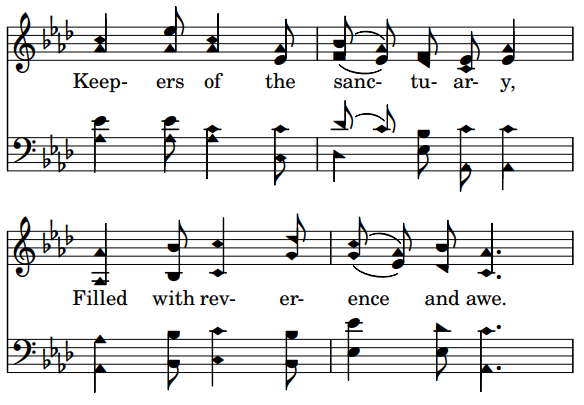 Keep- ers of the sanc- tu- ar- y,
Filled with rev- er- ence and awe.